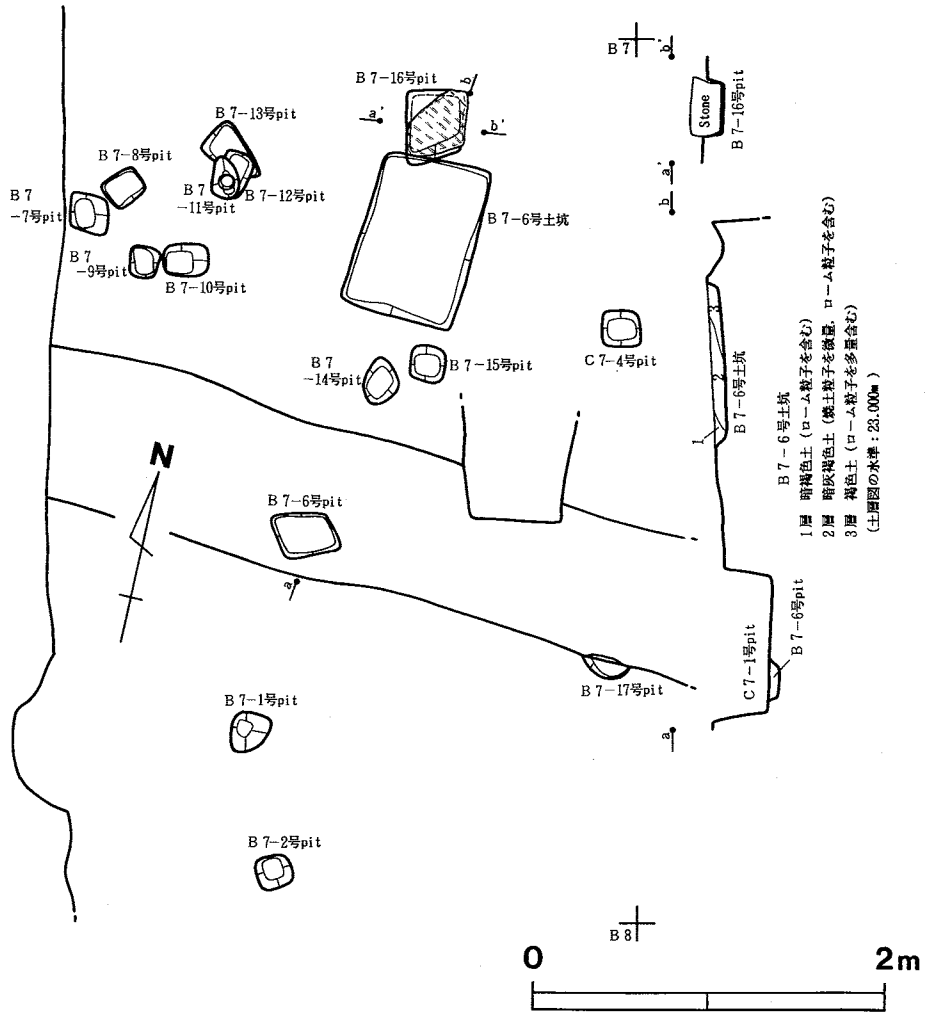 B 7
b'
B 7-16号pit
b
B 7-16号pit
Stone
a'
b'
B 7-13号pit
B 7-8号pit
a'
b
B 7
-7号pit
B 7
-11号pit
B 7-12号pit
B 7-6号土坑
B 7
-9号pit
B 7-10号pit
C 7-4号pit
B 7
-14号pit
B 7-15号pit
3
2
1
B 7-6号土坑
B 7-6号土坑
1層 暗褐色土 (ローム粒子を含む)
2層 暗灰褐色土 (焼土粒子を微量、ローム粒子を含む)
3層 褐色土 (ローム粒子を多量含む)
(土層図の水準：23.000m)
N
B 7-6号pit
a
C 7-1号pit
B 7-6号pit
B 7-17号pit
B 7-1号pit
a
B 7-2号pit
B 8
0
2m